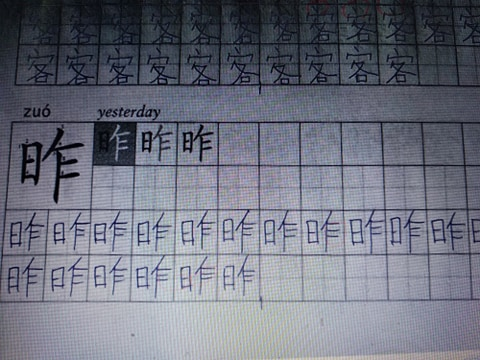 客 客 客 客 客 客 客 客 客 客 客
客 客 客 客 客 客 客 客 客 客
zuó yesterday
昨 昨 昨 昨
昨 昨 昨 昨 昨 昨 昨 昨 昨 昨 昨
昨 昨 昨 昨 昨 昨